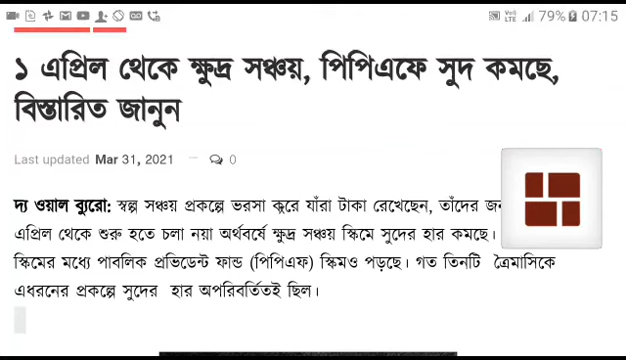 79% 07:15
১ এপ্রিল থেকে ক্ষুদ্র সঞ্চয়, পিপিএফে সুদ কমছে,
বিস্তারিত জানুন
Last updated Mar 31, 2021 — 0
দ্য ওয়াল ব্যুরো: স্বল্প সঞ্চয় প্রকল্পে ভরসা করে যাঁরা টাকা রেখেছেন, তাঁদের
এপ্রিল থেকে শুরু হতে চলা নয়া অর্থবর্ষে ক্ষুদ্র সঞ্চয় স্কিমে সুদের হার কমছে।
স্কিমের মধ্যে পাবলিক প্রভিডেন্ট ফান্ড (পিপিএফ) স্কিমও পড়ছে। গত তিনটি ত্রৈমাসিকে
এধরনের প্রকল্পে সুদের হার অপরিবর্তিতই ছিল।